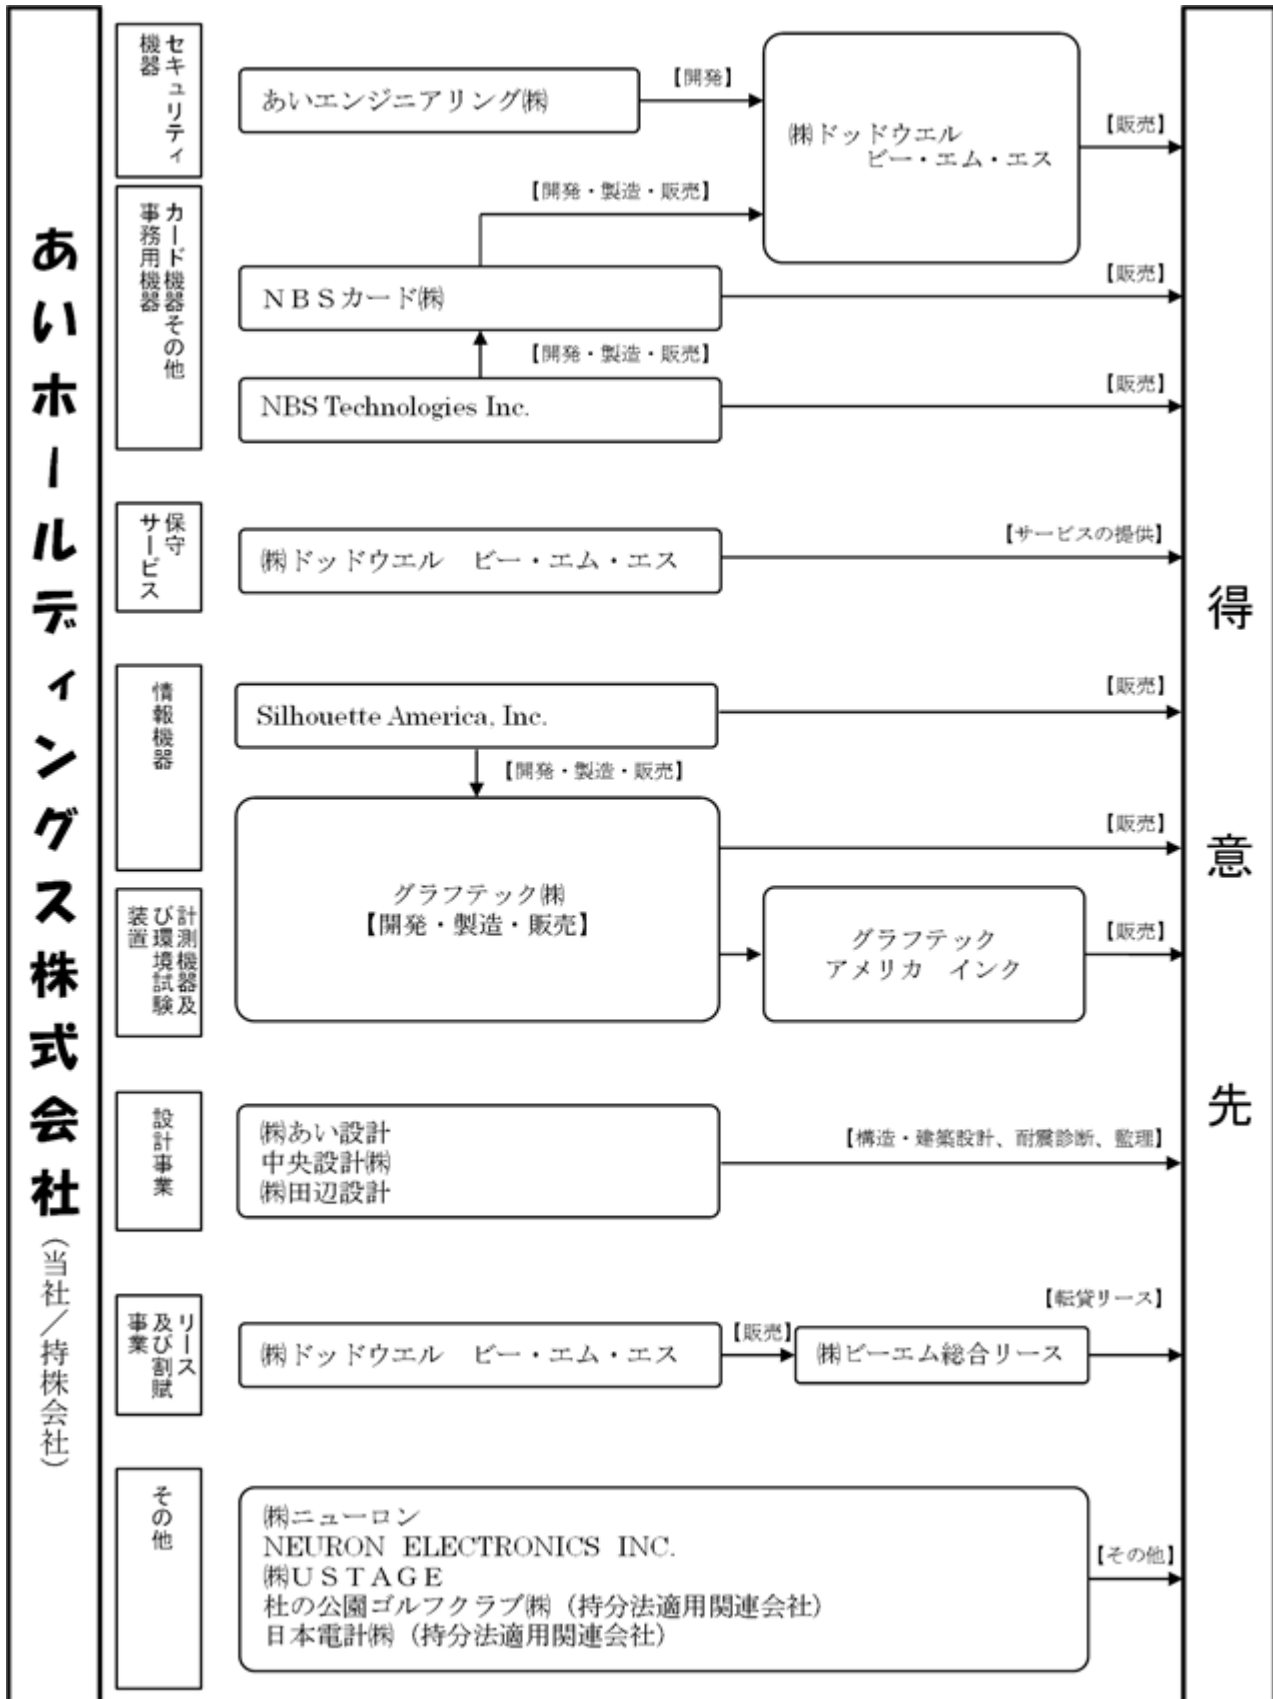 あいホールディングス株式会社（当社／持株会社）
セキュリティ
機器
あいエンジニアリング㈱
【開発】
㈱ドッドウエル
ビー・エム・エス
【販売】
カード機器その他
事務用機器
【開発・製造・販売】
ＮＢＳカード㈱
【販売】
【開発・製造・販売】
NBS Technologies Inc.
【販売】
保守
サービス
㈱ドッドウエル　ビー・エム・エス
【サービスの提供】
情報機器
Silhouette America, Inc.
【販売】
【開発・製造・販売】
グラフテック㈱
【開発・製造・販売】
【販売】
計測機器及
び環境試験
装置
グラフテック
アメリカ　インク
【販売】
設計事業
㈱あい設計
中央設計㈱
㈱田辺設計
【構造・建築設計、耐震診断、監理】
リース
及び割賦
事業
㈱ドッドウエル　ビー・エム・エス
【販売】
㈱ビーエム総合リース
【転貸リース】
その他
㈱ニューロン
NEURON ELECTRONICS INC.
㈱ＵＳＴＡＧＥ
杜の公園ゴルフクラブ㈱（持分法適用関連会社）
日本電計㈱（持分法適用関連会社）
【その他】
得意先